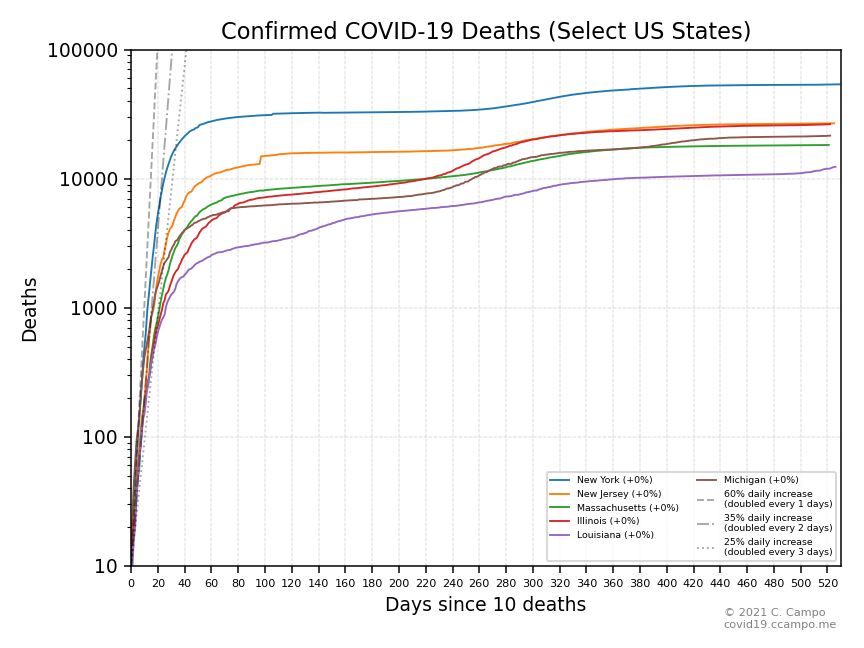 Confirmed COVID-19 Deaths (Select US States)
100000
10000
1000
100
10
Deaths
0 20 40 60 80 100 120 140 160 180 200 220 240 260 280 300 320 340 360 380 400 420 440 460 480 500 520
Days since 10 deaths
New York (+0%)
New Jersey (+0%)
Massachusetts (+0%)
Illinois (+0%)
Louisiana (+0%)
Michigan (+0%)
60% daily increase
(doubled every 1 days)
35% daily increase
(doubled every 2 days)
25% daily increase
(doubled every 3 days)
© 2021 C. Campo
covid19.ccampo.me